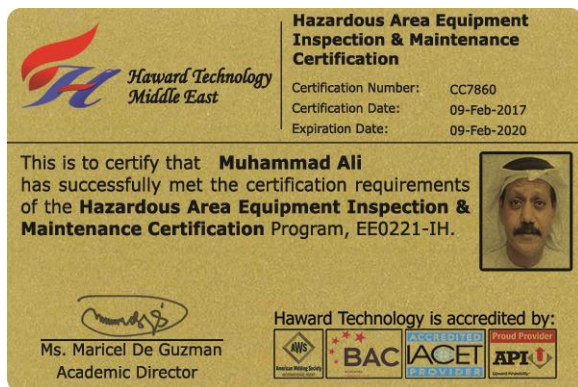 Haward Technology
Middle East
Hazardous Area Equipment
Inspection & Maintenance
Certification
Certification Number: CC7860
Certification Date: 09-Feb-2017
Expiration Date: 09-Feb-2020
This is to certify that Muhammad Ali
has successfully met the certification requirements
of the Hazardous Area Equipment Inspection &
Maintenance Certification Program, EE0221-IH.
Ms. Maricel De Guzman
Academic Director
Haward Technology is accredited by:
AWS
American Welding Society
BAC
ACCREDITED
IACET
PROVIDER
Proud Provider
API